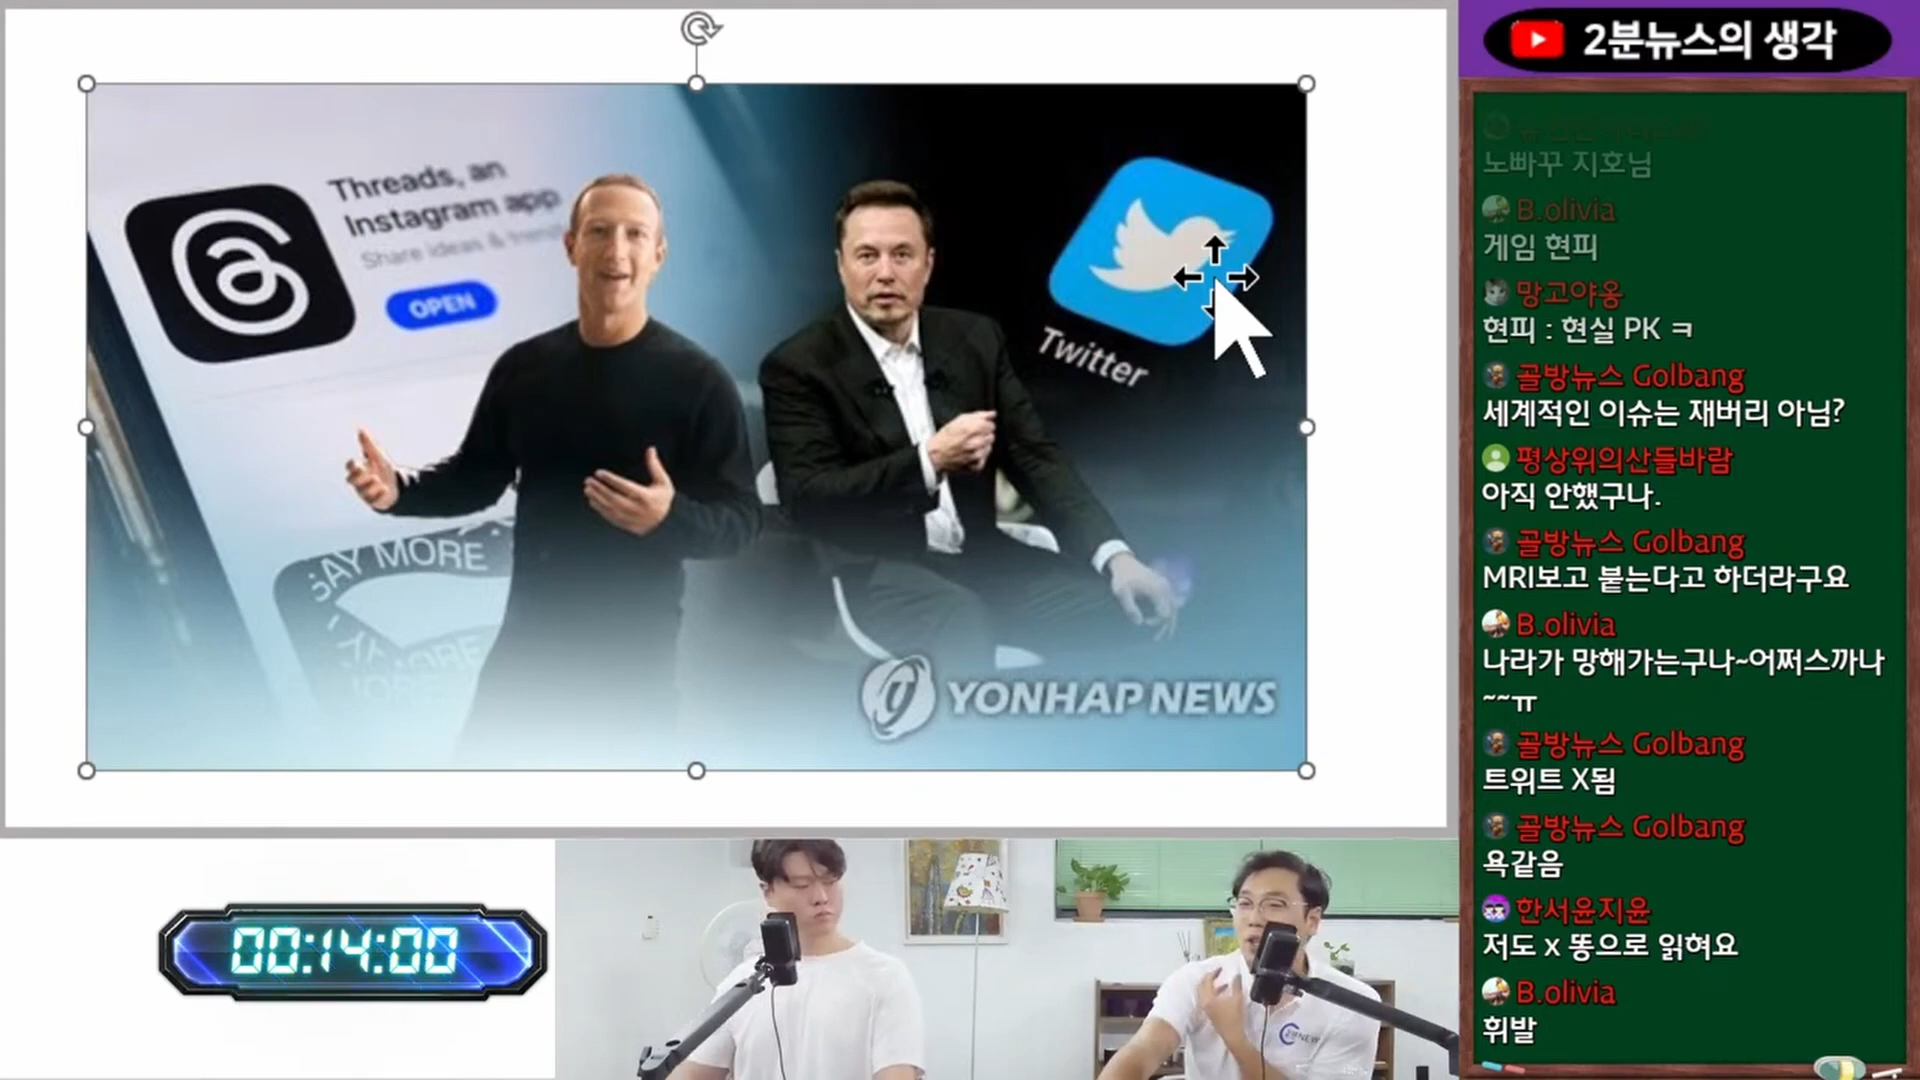 Threads, an
Instagram app
Share ideas & trends
OPEN
SAY MORE
Twitter
YONHAP NEWS
00:14:00
2분뉴스의 생각
노빠꾸 지호님
B.olivia
게임 현피
망고야옹
현피 : 현실 PK ㅋ
골방뉴스 Golbang
세계적인 이슈는 재버리 아님?
평상위의산들바람
아직 안했구나.
골방뉴스 Golbang
MRI보고 붙는다고 하더라구요
B.olivia
나라가 망해가는구나~어쩌스까나
~~ㅠ
골방뉴스 Golbang
트위트 X됨
골방뉴스 Golbang
욕같음
한서윤지윤
저도 x 똥으로 읽혀요
B.olivia
휘발